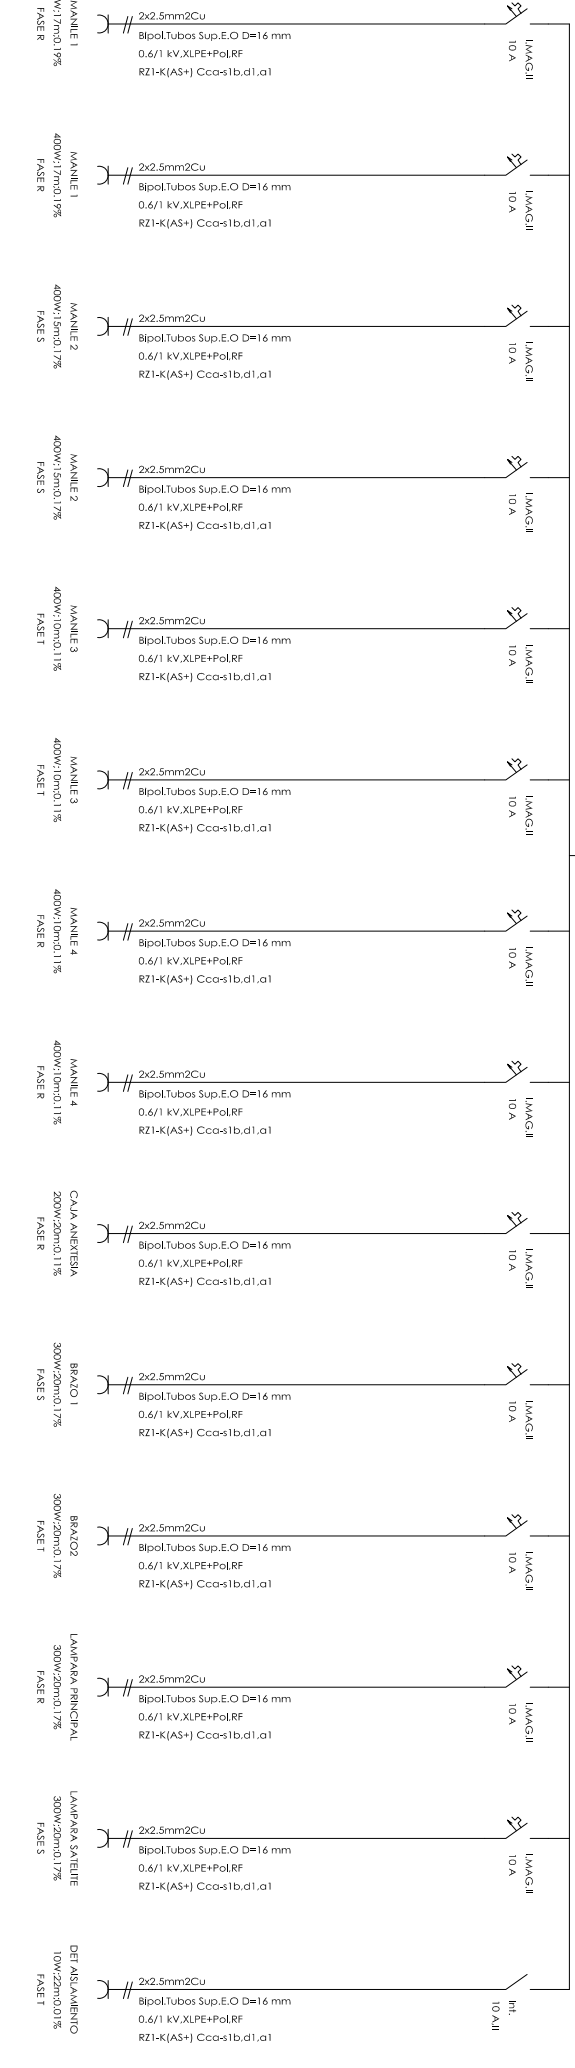 MANILE 1
W;17m;0.19%
FASE R
2x2.5mm2Cu
Bipol.Tubos Sup.E.O D=16 mm
0.6/1 kV,XLPE+Pol,RF
RZ1-K(AS+) Cca-s1b,d1,a1
I.MAG,II
10 A
MANILE 1
400W;17m;0.19%
FASE R
2x2.5mm2Cu
Bipol.Tubos Sup.E.O D=16 mm
0.6/1 kV,XLPE+Pol,RF
RZ1-K(AS+) Cca-s1b,d1,a1
I.MAG,II
10 A
MANILE 2
400W;15m;0.17%
FASE S
2x2.5mm2Cu
Bipol.Tubos Sup.E.O D=16 mm
0.6/1 kV,XLPE+Pol,RF
RZ1-K(AS+) Cca-s1b,d1,a1
I.MAG,II
10 A
MANILE 2
400W;15m;0.17%
FASE S
2x2.5mm2Cu
Bipol.Tubos Sup.E.O D=16 mm
0.6/1 kV,XLPE+Pol,RF
RZ1-K(AS+) Cca-s1b,d1,a1
I.MAG,II
10 A
MANILE 3
400W;10m;0.11%
FASE T
2x2.5mm2Cu
Bipol.Tubos Sup.E.O D=16 mm
0.6/1 kV,XLPE+Pol,RF
RZ1-K(AS+) Cca-s1b,d1,a1
I.MAG,II
10 A
MANILE 3
400W;10m;0.11%
FASE T
2x2.5mm2Cu
Bipol.Tubos Sup.E.O D=16 mm
0.6/1 kV,XLPE+Pol,RF
RZ1-K(AS+) Cca-s1b,d1,a1
I.MAG,II
10 A
MANILE 4
400W;10m;0.11%
FASE R
2x2.5mm2Cu
Bipol.Tubos Sup.E.O D=16 mm
0.6/1 kV,XLPE+Pol,RF
RZ1-K(AS+) Cca-s1b,d1,a1
I.MAG,II
10 A
MANILE 4
400W;10m;0.11%
FASE R
2x2.5mm2Cu
Bipol.Tubos Sup.E.O D=16 mm
0.6/1 kV,XLPE+Pol,RF
RZ1-K(AS+) Cca-s1b,d1,a1
I.MAG,II
10 A
CAJA ANEXTESIA
200W;20m;0.11%
FASE R
2x2.5mm2Cu
Bipol.Tubos Sup.E.O D=16 mm
0.6/1 kV,XLPE+Pol,RF
RZ1-K(AS+) Cca-s1b,d1,a1
I.MAG,II
10 A
BRAZO 1
300W;20m;0.17%
FASE S
2x2.5mm2Cu
Bipol.Tubos Sup.E.O D=16 mm
0.6/1 kV,XLPE+Pol,RF
RZ1-K(AS+) Cca-s1b,d1,a1
I.MAG,II
10 A
BRAZO2
300W;20m;0.17%
FASE T
2x2.5mm2Cu
Bipol.Tubos Sup.E.O D=16 mm
0.6/1 kV,XLPE+Pol,RF
RZ1-K(AS+) Cca-s1b,d1,a1
I.MAG,II
10 A
LAMPARA PRINCIPAL
300W;20m;0.17%
FASE R
2x2.5mm2Cu
Bipol.Tubos Sup.E.O D=16 mm
0.6/1 kV,XLPE+Pol,RF
RZ1-K(AS+) Cca-s1b,d1,a1
I.MAG,II
10 A
LAMPARA SATELITE
300W;20m;0.17%
FASE S
2x2.5mm2Cu
Bipol.Tubos Sup.E.O D=16 mm
0.6/1 kV,XLPE+Pol,RF
RZ1-K(AS+) Cca-s1b,d1,a1
I.MAG,II
10 A
DET AISLAMIENTO
10W;22m;0.01%
FASE T
2x2.5mm2Cu
Bipol.Tubos Sup.E.O D=16 mm
0.6/1 kV,XLPE+Pol,RF
RZ1-K(AS+) Cca-s1b,d1,a1
Int.
10 A,II